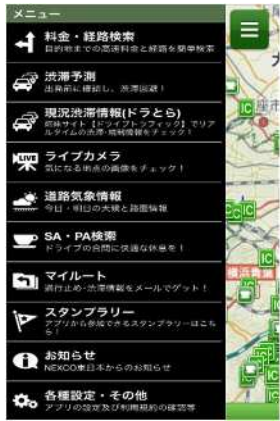 メニュー
料金・経路検索
目的地までの高速料金と経路を簡単検索
渋滞予測
出発前に確認し、渋滞回避！
現況渋滞情報(ドラとら)
姉妹サイト【ドライブトラフィック】でリア
ルタイムの渋滞・規制情報をチェック！
ライブカメラ
LIVE
気になる地点の画像をチェック！
道路気象情報
今日・明日の天候と路面情報
SA・PA検索
ドライブの合間に快適な休息を！
マイルート
通行止め・渋滞情報をメールでゲット！
スタンプラリー
アプリから参加できるスタンプラリーはこち
ら！
お知らせ
NEXCO東日本からのお知らせ
各種設定・その他
アプリの設定及び利用規約の確認等
IC
座市
IC
IC
IC
横浜青葉
IC